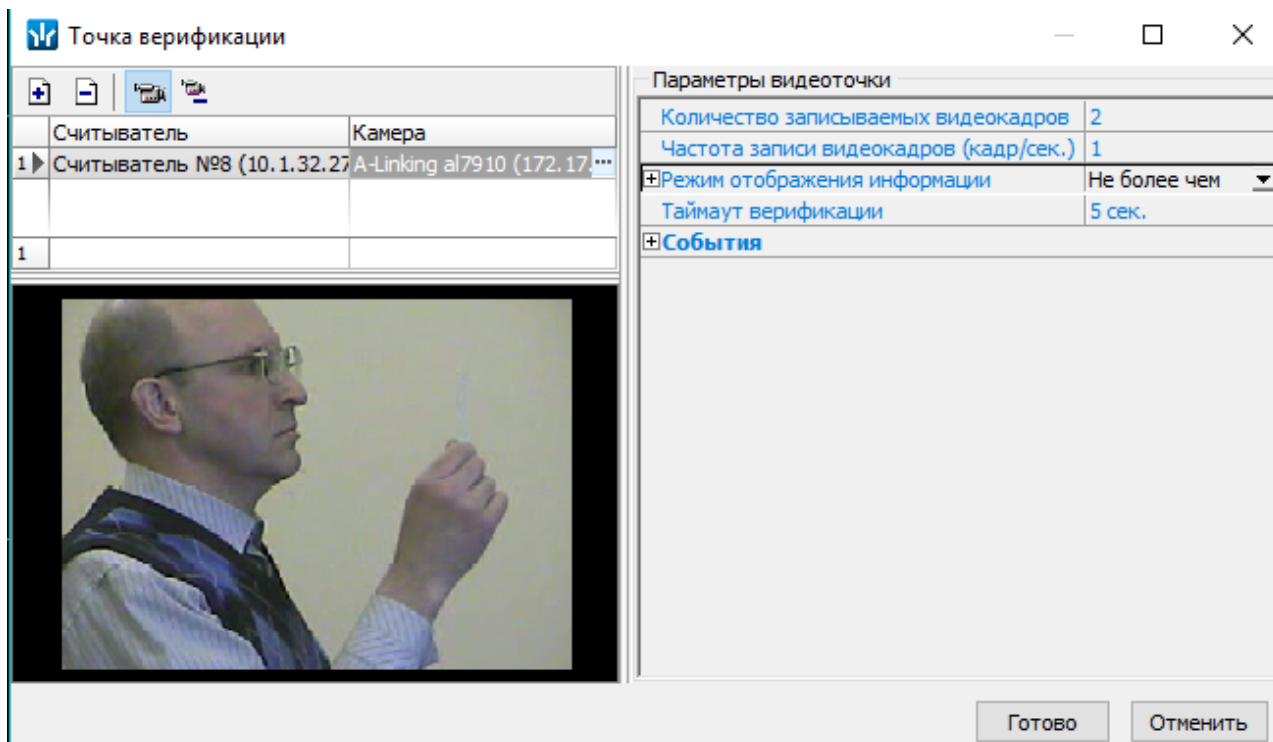 Точка верификации
Считыватель
Камера
1
Считыватель №8 (10.1.32.27
A-Linking al7910 (172.17.
...
1
Параметры видеоточки
Количество записываемых видеокадров
2
Частота записи видеокадров (кадр/сек.)
1
Режим отображения информации
Не более чем
Таймаут верификации
5 сек.
События
Готово
Отменить